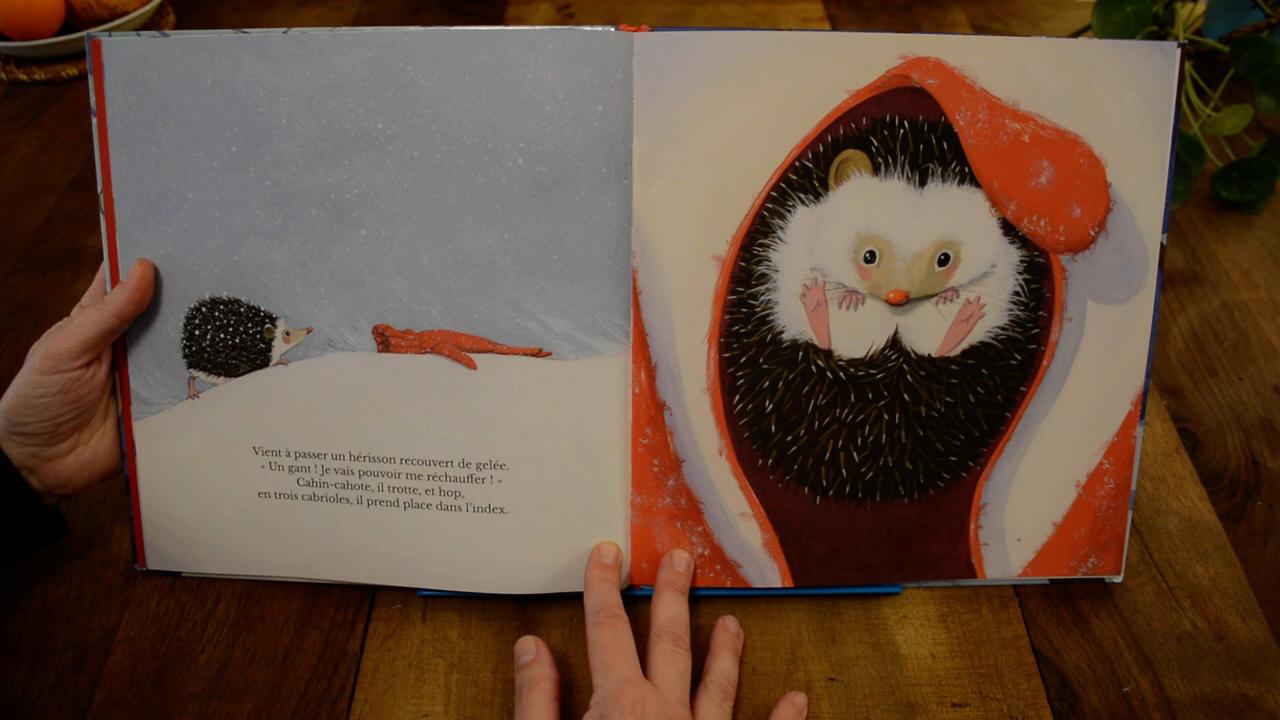 Vient à passer un hérisson recouvert de gelée.
« Un gant ! Je vais pouvoir me réchauffer ! »
Cahin-cahote, il trotte, et hop,
en trois cabrioles, il prend place dans l'index.